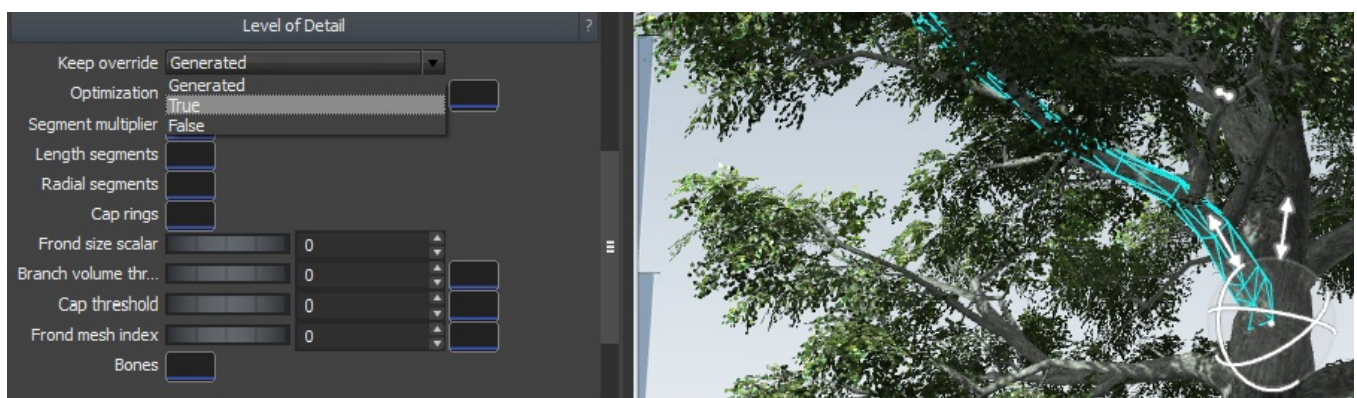 Level of Detail ?
Keep override Generated
Optimization Generated
True
Segment multiplier False
Length segments
Radial segments
Cap rings
Frond size scalar 0
Branch volume thr... 0
Cap threshold 0
Frond mesh index 0
Bones